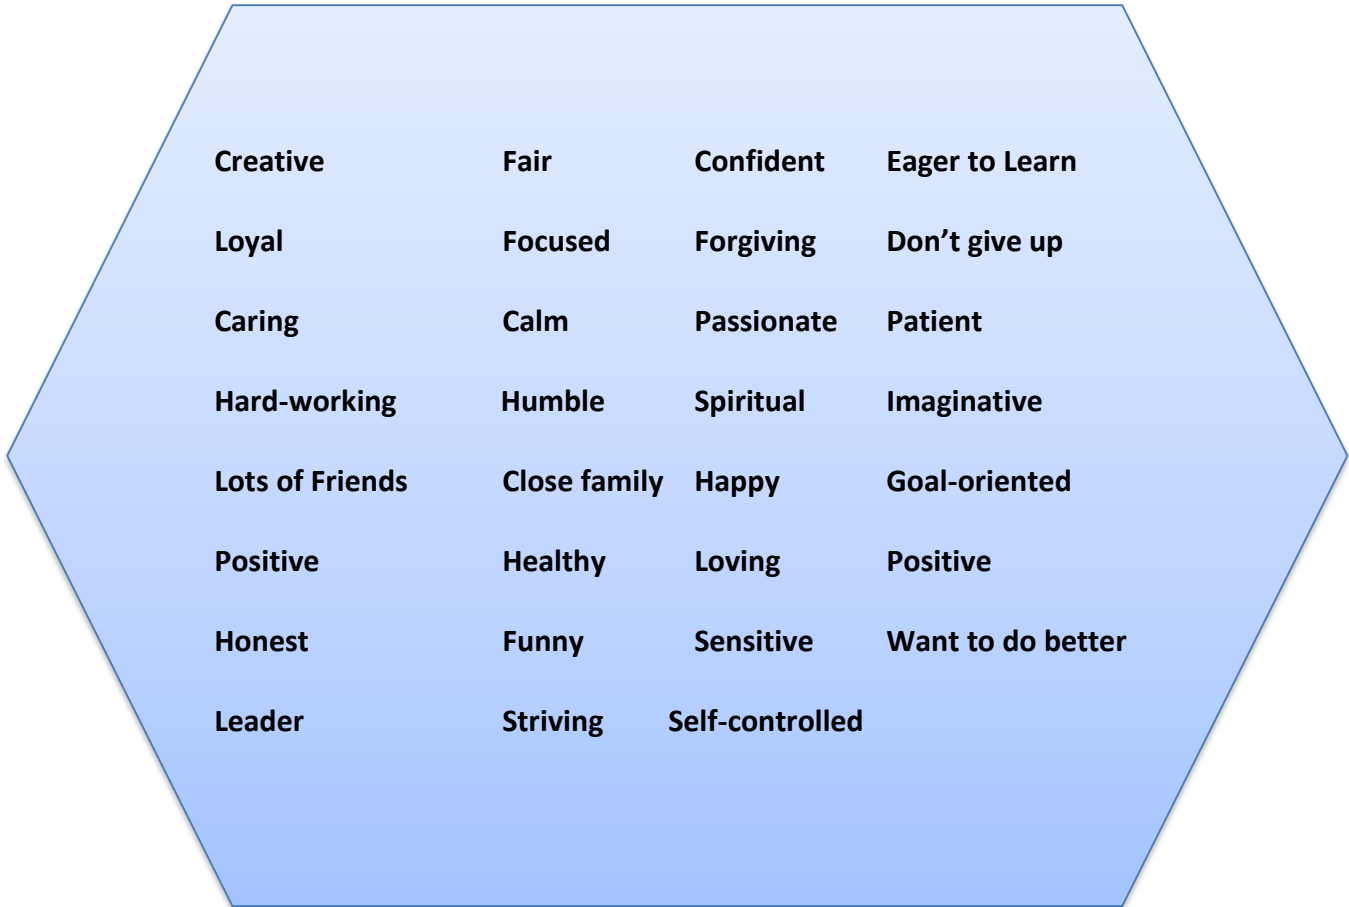 Creative Fair Confident Eager to Learn
Loyal Focused Forgiving Don’t give up
Caring Calm Passionate Patient
Hard-working Humble Spiritual Imaginative
Lots of Friends Close family Happy Goal-oriented
Positive Healthy Loving Positive
Honest Funny Sensitive Want to do better
Leader Striving Self-controlled